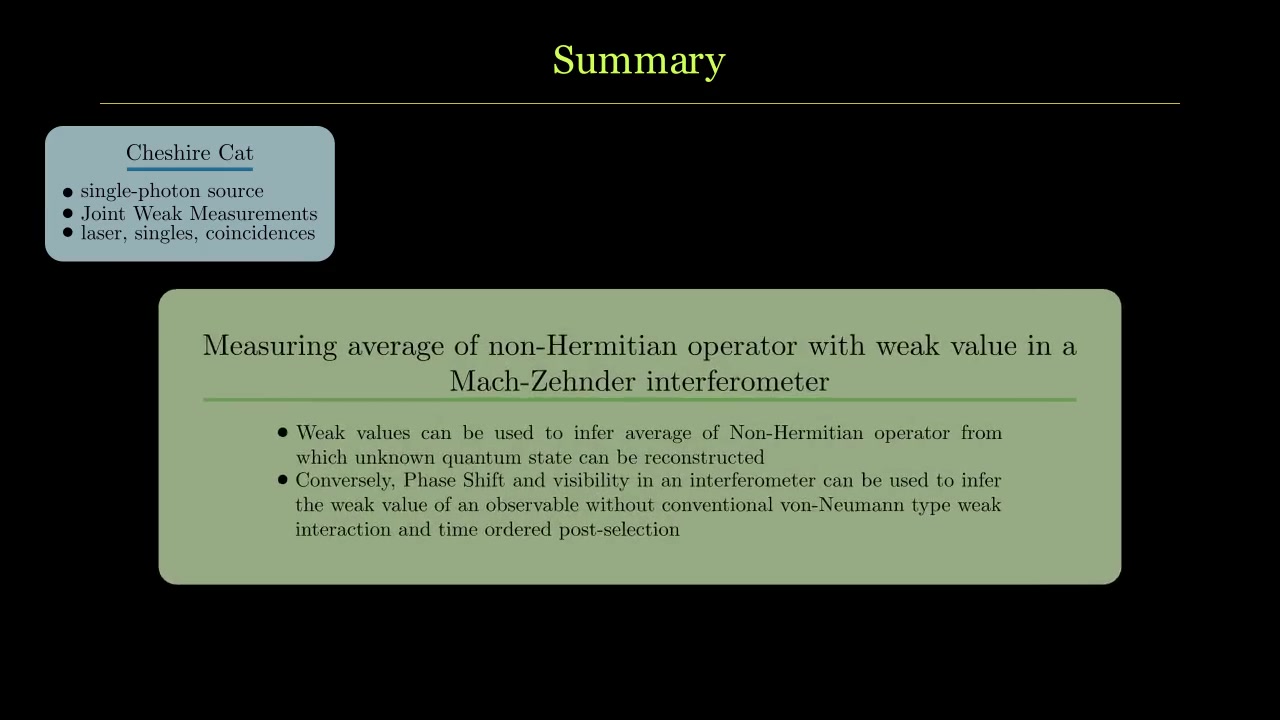 Summary
Cheshire Cat
● single-photon source
● Joint Weak Measurements
● laser, singles, coincidences
Measuring average of non-Hermitian operator with weak value in a
Mach-Zehnder interferometer
● Weak values can be used to infer average of Non-Hermitian operator from
which unknown quantum state can be reconstructed
● Conversely, Phase Shift and visibility in an interferometer can be used to infer
the weak value of an observable without conventional von-Neumann type weak
interaction and time ordered post-selection